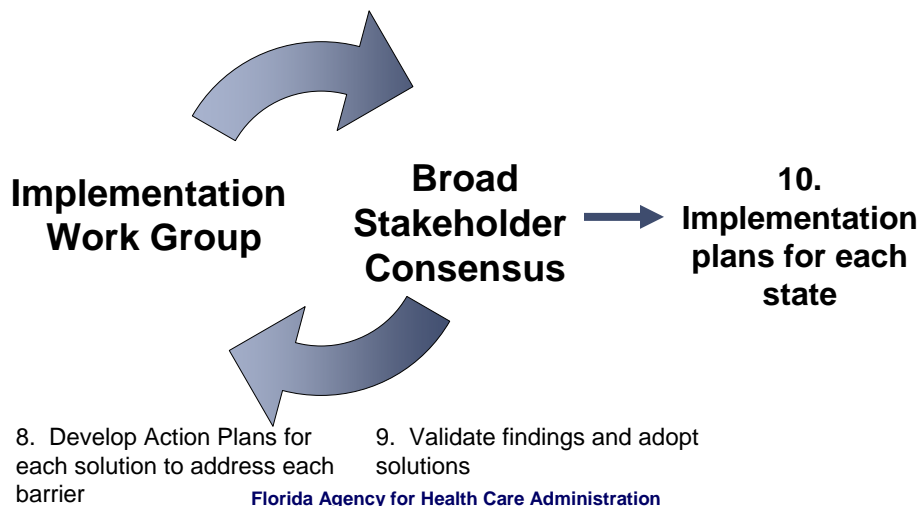 Implementation
Work Group
Broad
Stakeholder
Consensus
10.
Implementation
plans for each
state
8. Develop Action Plans for
each solution to address each
barrier
9. Validate findings and adopt
solutions
Florida Agency for Health Care Administration